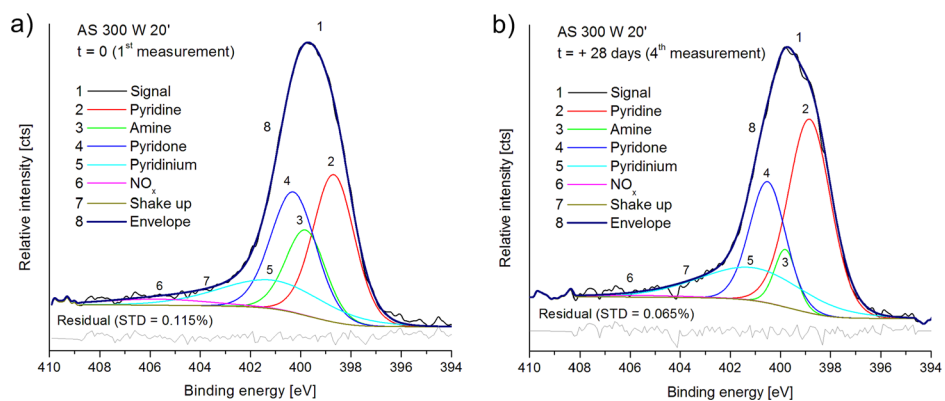 a)
AS 300 W 20'
t = 0 (1st measurement)
1 Signal
2 Pyridine
3 Amine
4 Pyridone
5 Pyridinium
6 NOx
7 Shake up
8 Envelope
1
8
2
4
3
5
7
6
Residual (STD = 0.115%)
Relative intensity [cts]
410 408 406 404 402 400 398 396 394
Binding energy [eV]
b)
AS 300 W 20'
t = + 28 days (4th measurement)
1 Signal
2 Pyridine
3 Amine
4 Pyridone
5 Pyridinium
6 NOx
7 Shake up
8 Envelope
1
2
8
4
3
5
7
6
Residual (STD = 0.065%)
Relative intensity [cts]
410 408 406 404 402 400 398 396 394
Binding energy [eV]